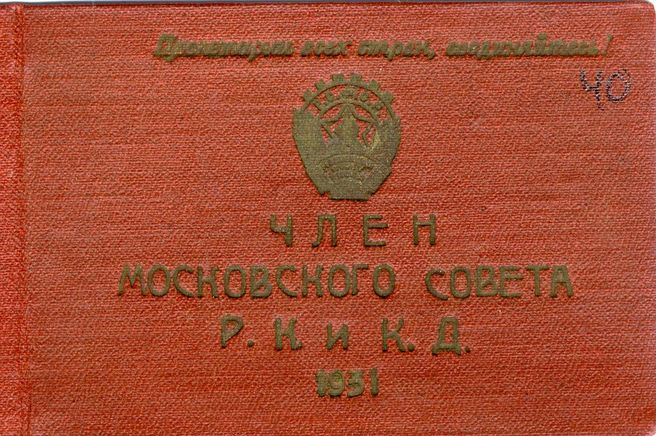 Пролетарии всех стран, соединяйтесь!
40
ЧЛЕН
МОСКОВСКОГО СОВЕТА
Р. К. и К. Д.
1931